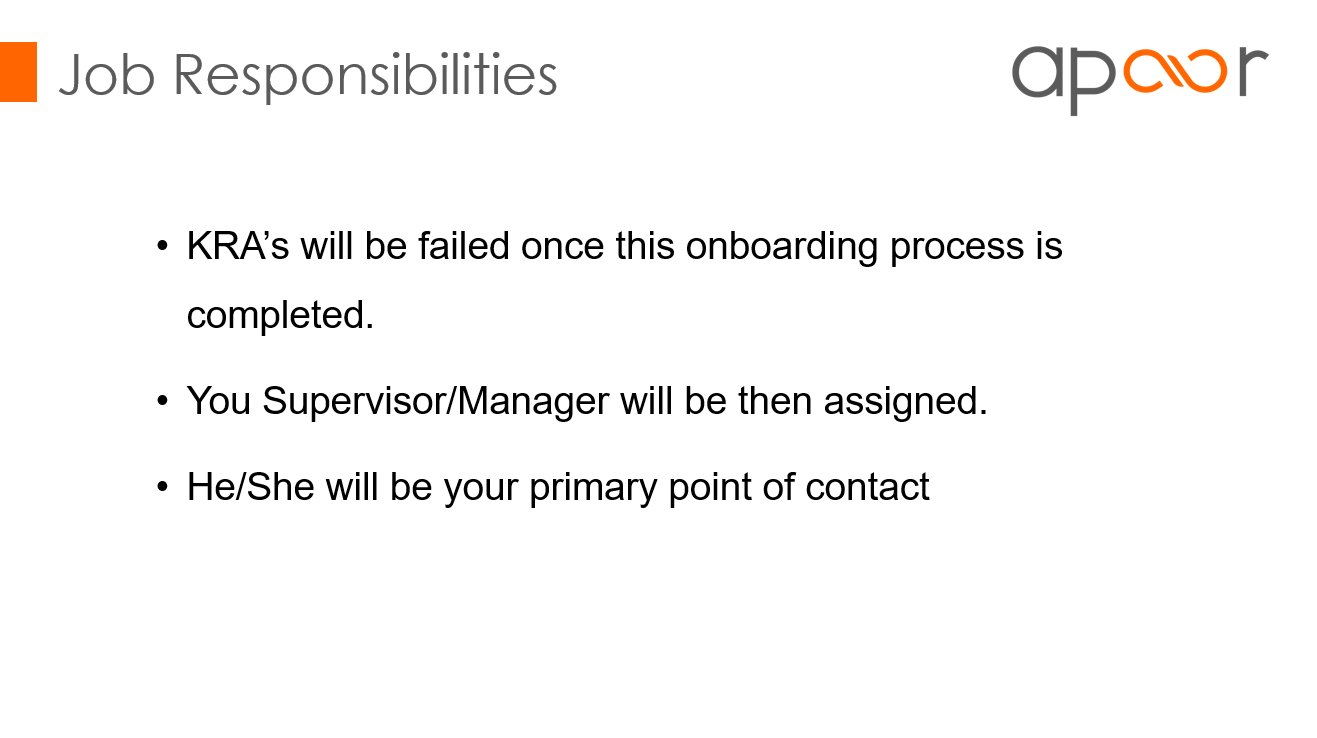 Job Responsibilities
apoor
• KRA’s will be failed once this onboarding process is
completed.
• You Supervisor/Manager will be then assigned.
• He/She will be your primary point of contact